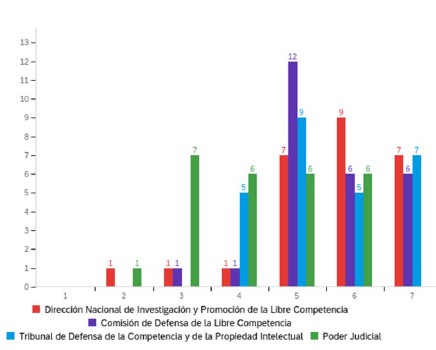 13
12
11
10
9
8
7
6
5
4
3
2
1
0
1 1
1 1 7
1 1 5 6
7 12 9 6
9 6 5 6
7 6 7
1 2 3 4 5 6 7
Dirección Nacional de Investigación y Promoción de la Libre Competencia
Comisión de Defensa de la Libre Competencia
Tribunal de Defensa de la Competencia y de la Propiedad Intelectual Poder Judicial